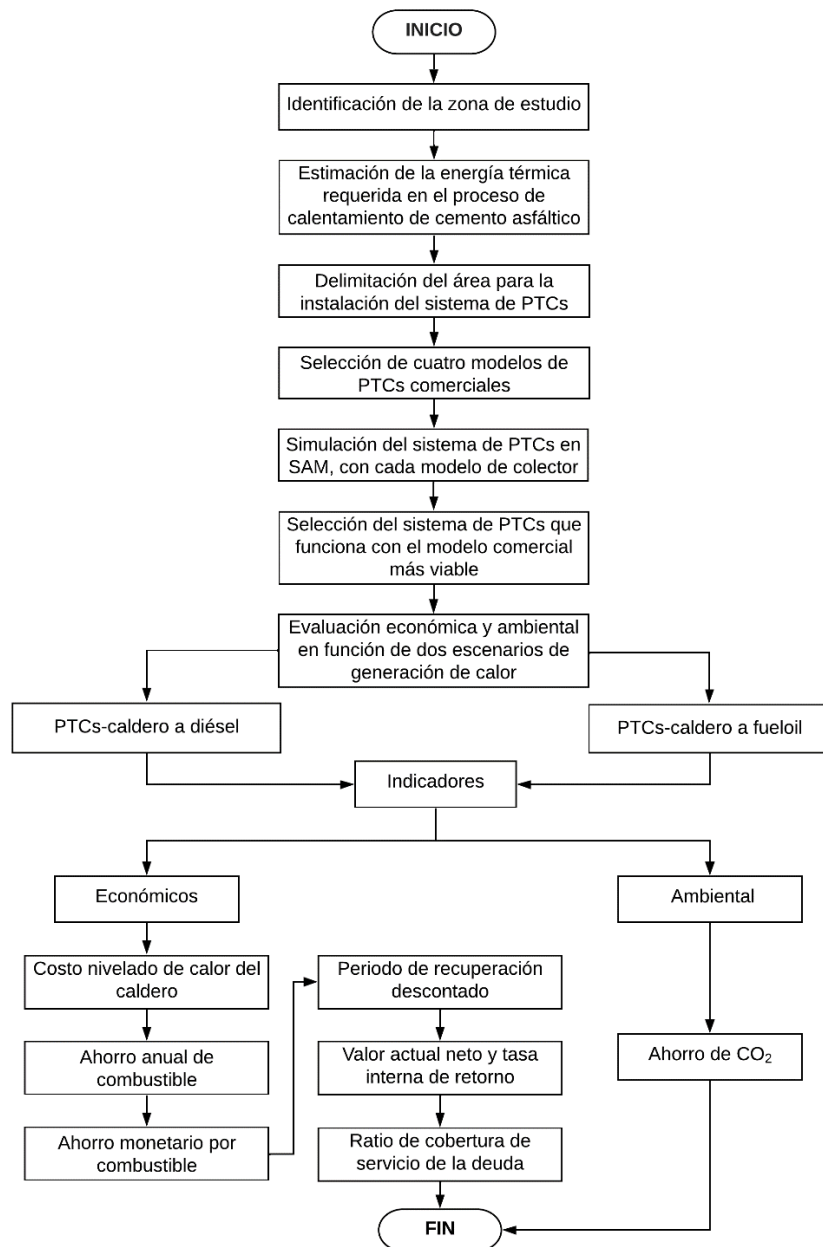 INICIO
Identificación de la zona de estudio
Estimación de la energía térmica
requerida en el proceso de
calentamiento de cemento asfáltico
Delimitación del área para la
instalación del sistema de PTCs
Selección de cuatro modelos de
PTCs comerciales
Simulación del sistema de PTCs en
SAM, con cada modelo de colector
Selección del sistema de PTCs que
funciona con el modelo comercial
más viable
Evaluación económica y ambiental
en función de dos escenarios de
generación de calor
PTCs-caldero a diésel
PTCs-caldero a fueloil
Indicadores
Económicos
Ambiental
Costo nivelado de calor del
caldero
Ahorro anual de
combustible
Ahorro monetario por
combustible
Periodo de recuperación
descontado
Valor actual neto y tasa
interna de retorno
Ratio de cobertura de
servicio de la deuda
Ahorro de CO₂
FIN